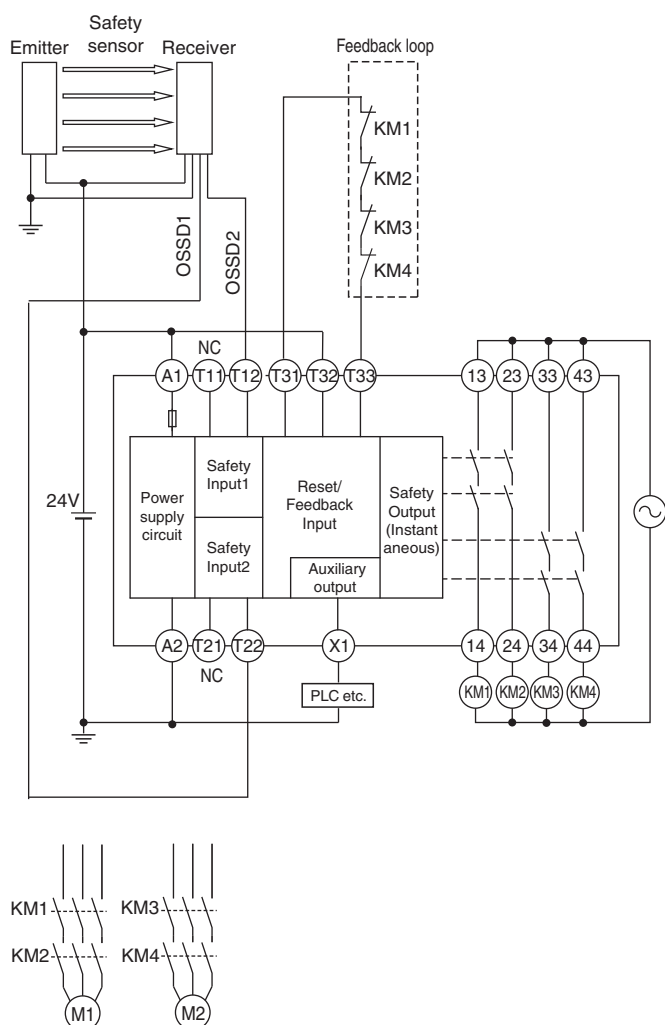 Safety
sensor
Emitter
Receiver
Feedback loop
KM1
KM2
KM3
KM4
OSSD1
OSSD2
NC
A1
T11
T12
T31
T32
T33
13
23
33
43
24V
Power
supply
circuit
Safety
Input1
Safety
Input2
Reset/
Feedback
Input
Auxiliary
output
Safety
Output
(Instant
aneous)
A2
T21
T22
X1
14
24
34
44
NC
PLC etc.
KM1
KM2
KM3
KM4
KM1
KM2
M1
KM3
KM4
M2